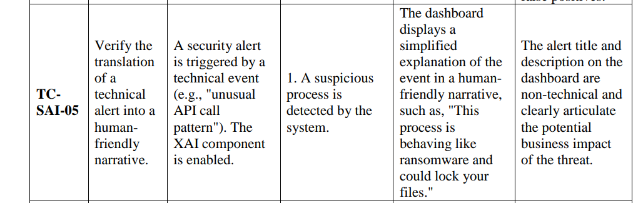 TC-
SAI-05
Verify the
translation
of a
technical
alert into a
human-
friendly
narrative.
A security alert
is triggered by a
technical event
(e.g., "unusual
API call
pattern"). The
XAI component
is enabled.
1. A suspicious
process is
detected by the
system.
The dashboard
displays a
simplified
explanation of the
event in a human-
friendly narrative,
such as, "This
process is
behaving like
ransomware and
could lock your
files."
The alert title and
description on the
dashboard are
non-technical and
clearly articulate
the potential
business impact
of the threat.